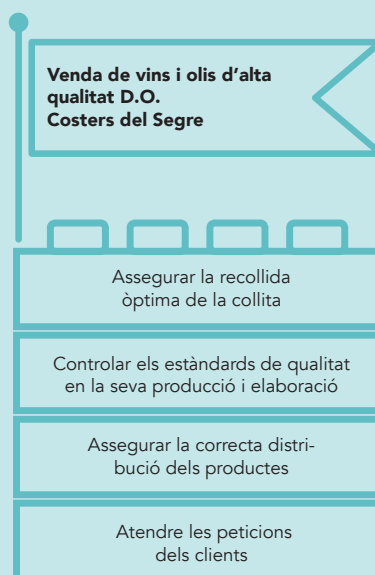 Venda de vins i olis d’alta
qualitat D.O.
Costers del Segre
Assegurar la recollida
òptima de la collita
Controlar els estàndards de qualitat
en la seva producció i elaboració
Assegurar la correcta distri-
bució dels productes
Atendre les peticions
dels clients